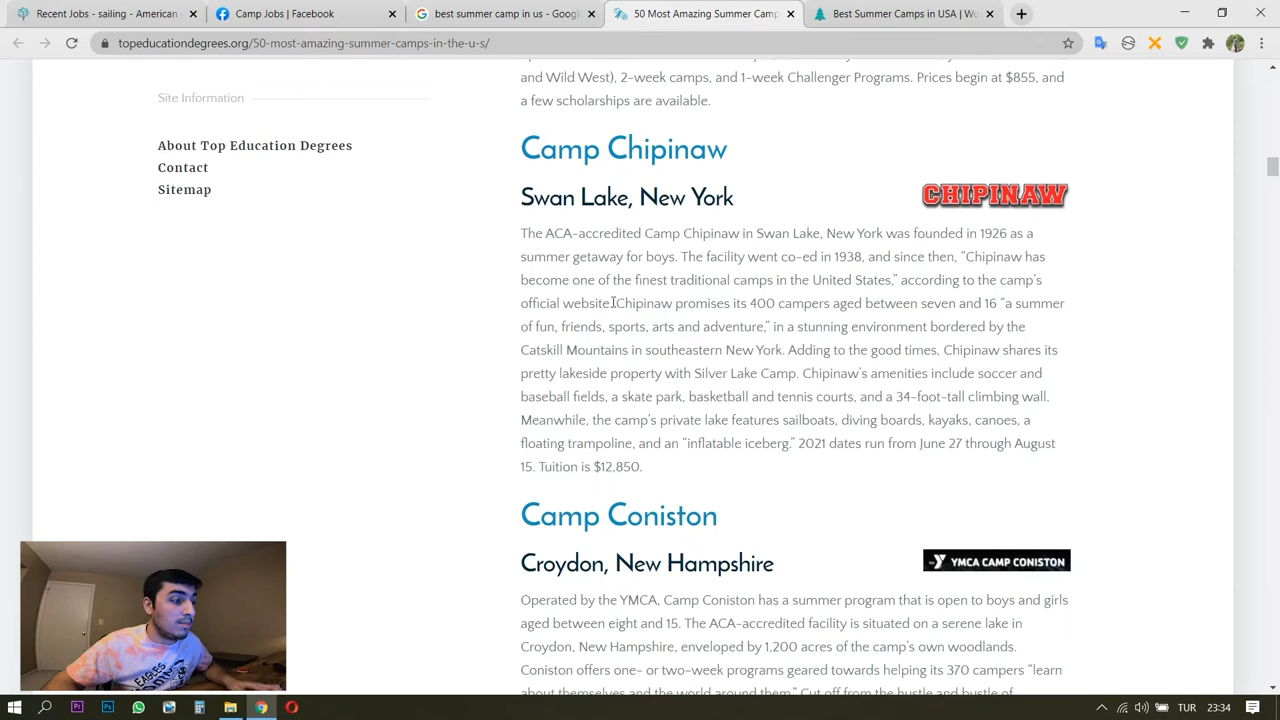 Recent Jobs - sailing - American
Camp Jobs | Facebook
best summer camp in us - Goog
50 Most Amazing Summer Camp
Best Summer Camps in USA | Wo
topeducationdegrees.org/50-most-amazing-summer-camps-in-the-u-s/
Site Information
About Top Education Degrees
Contact
Sitemap
and Wild West), 2-week camps, and 1-week Challenger Programs. Prices begin at $855, and
a few scholarships are available.
Camp Chipinaw
Swan Lake, New York
CHIPINAW
The ACA-accredited Camp Chipinaw in Swan Lake, New York was founded in 1926 as a
summer getaway for boys. The facility went co-ed in 1938, and since then, “Chipinaw has
become one of the finest traditional camps in the United States,” according to the camp’s
official website. Chipinaw promises its 400 campers aged between seven and 16 “a summer
of fun, friends, sports, arts and adventure,” in a stunning environment bordered by the
Catskill Mountains in southeastern New York. Adding to the good times, Chipinaw shares its
pretty lakeside property with Silver Lake Camp. Chipinaw’s amenities include soccer and
baseball fields, a skate park, basketball and tennis courts, and a 34-foot-tall climbing wall.
Meanwhile, the camp’s private lake features sailboats, diving boards, kayaks, canoes, a
floating trampoline, and an “inflatable iceberg.” 2021 dates run from June 27 through August
15. Tuition is $12,850.
Camp Coniston
Croydon, New Hampshire
YMCA CAMP CONISTON
Operated by the YMCA, Camp Coniston has a summer program that is open to boys and girls
aged between eight and 15. The ACA-accredited facility is situated on a serene lake in
Croydon, New Hampshire, enveloped by 1,200 acres of the camp’s own woodlands.
Coniston offers one- or two-week programs geared towards helping its 370 campers “learn
about themselves and the world around them.” Cut off from the hustle and bustle of
EAGLES
Pr
Ps
TUR
23:34